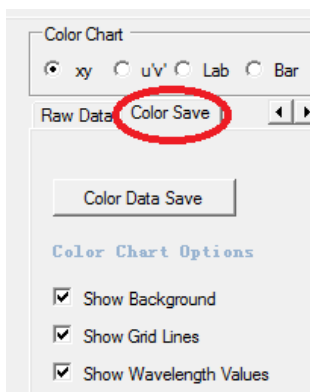 Color Chart
xy u'v' Lab Bar
Raw Data Color Save
Color Data Save
Color Chart Options
Show Background
Show Grid Lines
Show Wavelength Values